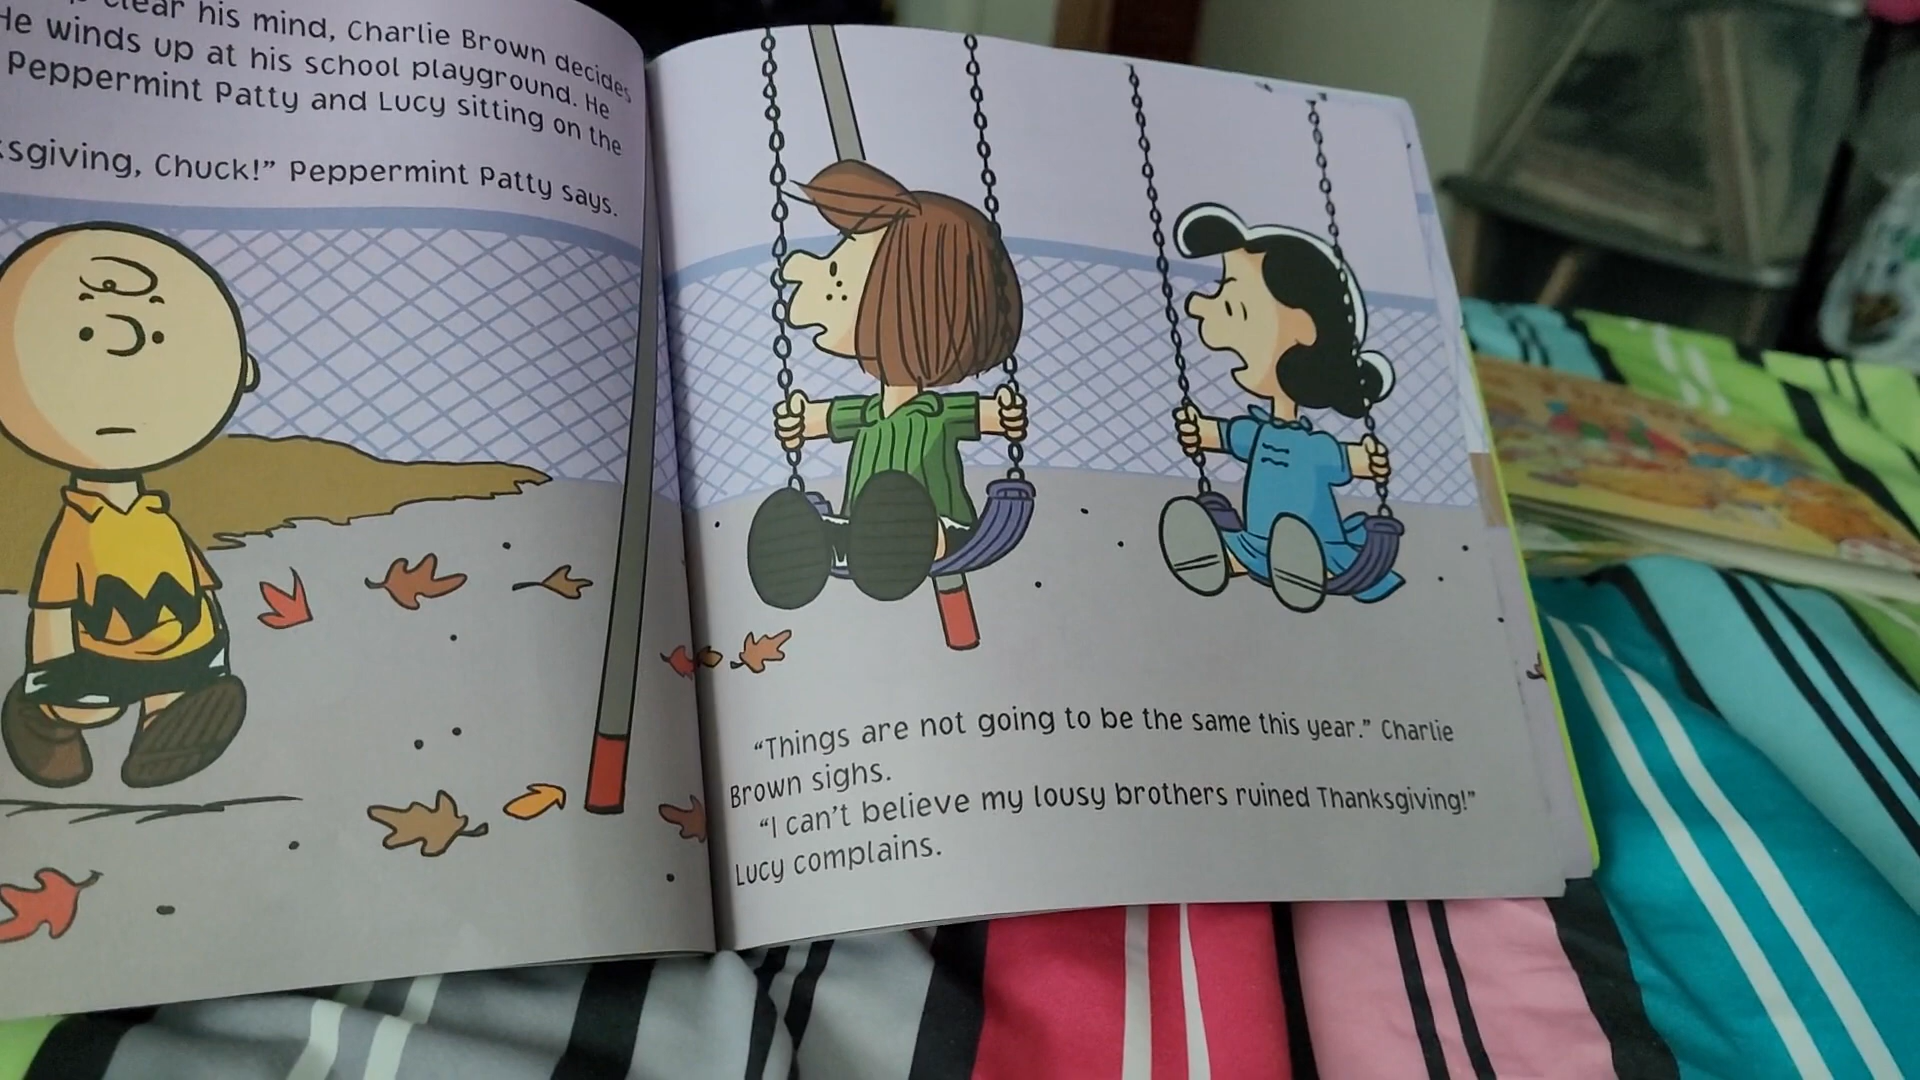 clear his mind, Charlie Brown decides
He winds up at his school playground. He
Peppermint Patty and Lucy sitting on the
sgiving, Chuck!” Peppermint Patty says.
“Things are not going to be the same this year.” Charlie
Brown sighs.
“I can’t believe my lousy brothers ruined Thanksgiving!”
Lucy complains.